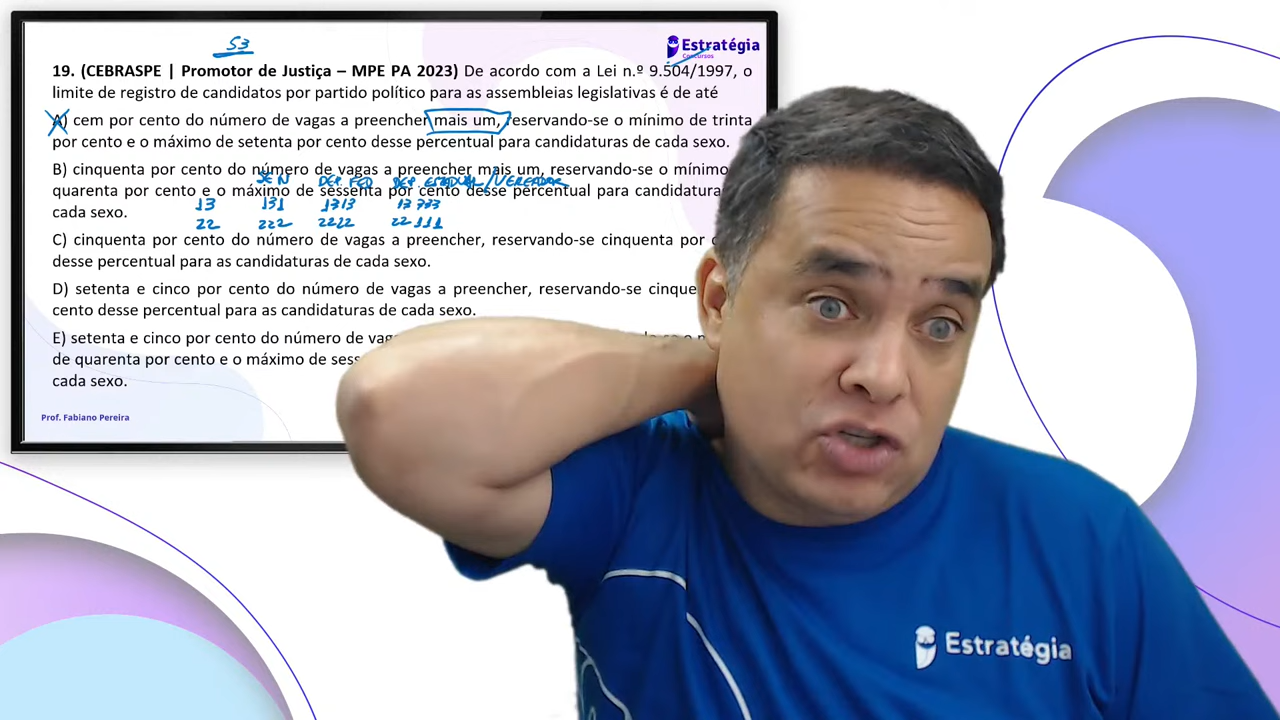 53
Estratégia
Concursos
19. (CEBRASPE | Promotor de Justiça – MPE PA 2023) De acordo com a Lei n.º 9.504/1997, o
limite de registro de candidatos por partido político para as assembleias legislativas é de até
A) cem por cento do número de vagas a preencher mais um, reservando-se o mínimo de trinta
por cento e o máximo de setenta por cento desse percentual para candidaturas de cada sexo.
B) cinquenta por cento do número de vagas a preencher mais um, reservando-se o mínimo
SEN DEP. FED DEP. ESTADUAL/VEREADOR
quarenta por cento e o máximo de sessenta por cento desse percentual para candidatura
13 131 1313 13 333
cada sexo.
22 222 2222 22 111
C) cinquenta por cento do número de vagas a preencher, reservando-se cinquenta por
desse percentual para as candidaturas de cada sexo.
D) setenta e cinco por cento do número de vagas a preencher, reservando-se
cento desse percentual para as candidaturas de cada sexo.
E) setenta e cinco por cento do número de
de quarenta por cento e o máximo de
cada sexo.
Prof. Fabiano Pereira
Estratégia